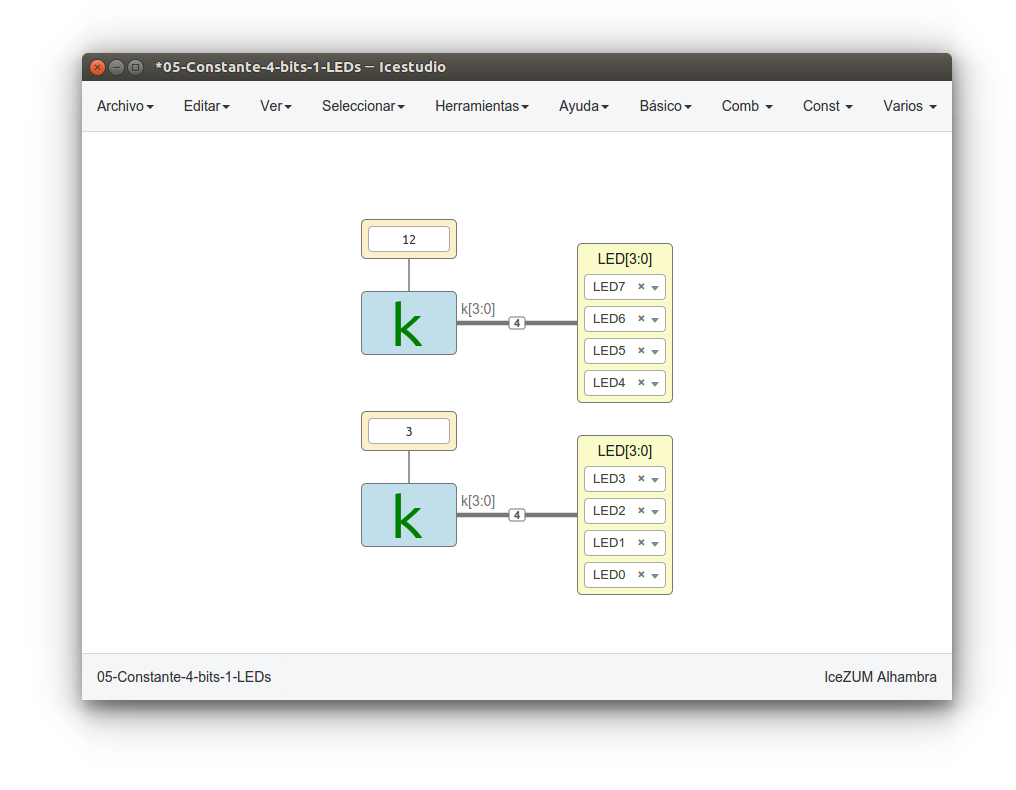 *05-Constante-4-bits-1-LEDs – Icestudio
Archivo Editar Ver Seleccionar Herramientas Ayuda Básico Comb Const Varios
12
k
k[3:0]
4
LED[3:0]
LED7 ×
LED6 ×
LED5 ×
LED4 ×
3
k
k[3:0]
4
LED[3:0]
LED3 ×
LED2 ×
LED1 ×
LED0 ×
05-Constante-4-bits-1-LEDs IceZUM Alhambra